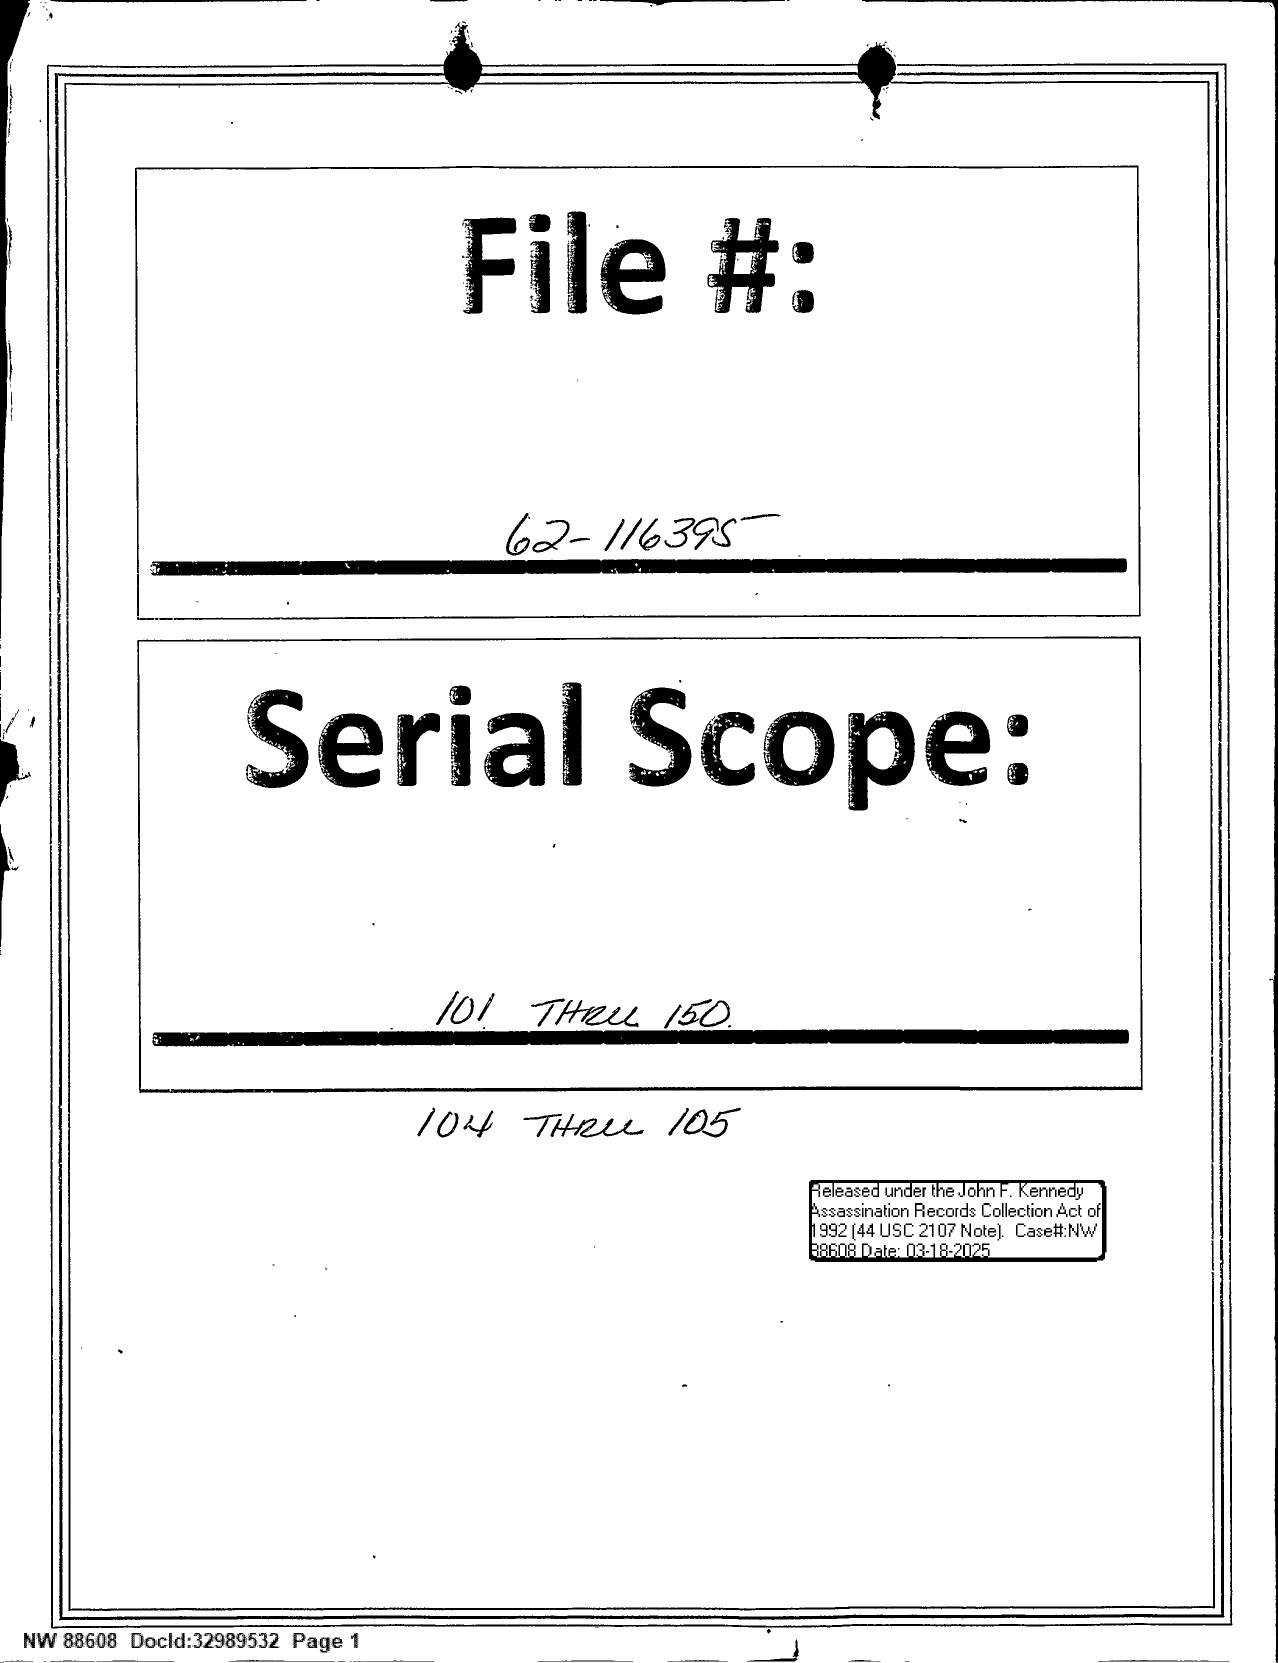 File #:
62-116395
Serial Scope:
101 THRU 150.
104 THRU 105
Released under the John F. Kennedy
Assassination Records Collection Act of
1992 (44 USC 2107 Note). Case#:NW
88608 Date: 03-18-2025
NW 88608 DocId:32989532 Page 1